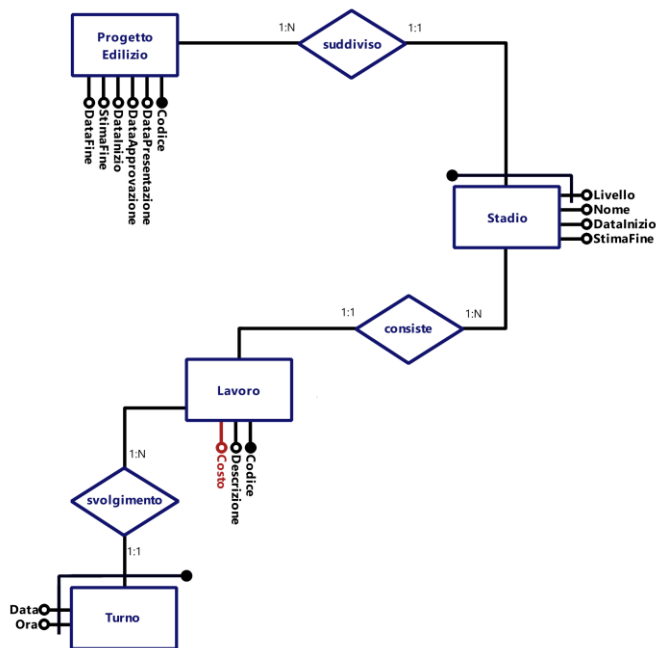 Progetto
Edilizio
1:N
suddiviso
1:1
DataFine
StimaFine
DataInizio
DataApprovazione
DataPresentazione
Codice
Livello
Nome
DataInizio
StimaFine
Stadio
1:1
consiste
1:N
Lavoro
Costo
Descrizione
Codice
1:N
svolgimento
1:1
Data
Ora
Turno